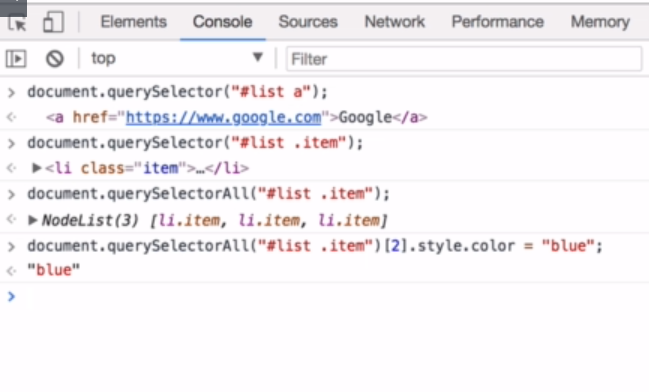 Elements Console Sources Network Performance Memory
top ▼ Filter
> document.querySelector("#list a");
<a href="https://www.google.com">Google</a>
> document.querySelector("#list .item");
▶<li class="item">…</li>
> document.querySelectorAll("#list .item");
▶NodeList(3) [li.item, li.item, li.item]
> document.querySelectorAll("#list .item")[2].style.color = "blue";
"blue"
>